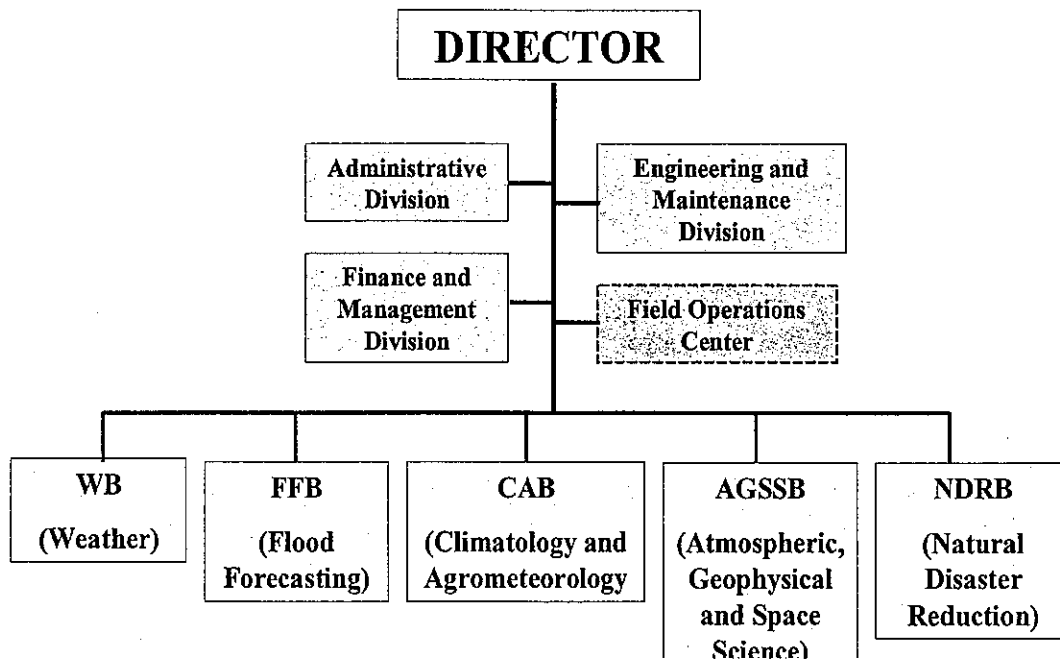 DIRECTOR
Administrative
Division
Engineering and
Maintenance
Division
Finance and
Management
Division
Field Operations
Center
WB
(Weather)
FFB
(Flood
Forecasting)
CAB
(Climatology and
Agrometeorology
AGSSB
(Atmospheric,
Geophysical
and Space
Science)
NDRB
(Natural
Disaster
Reduction)